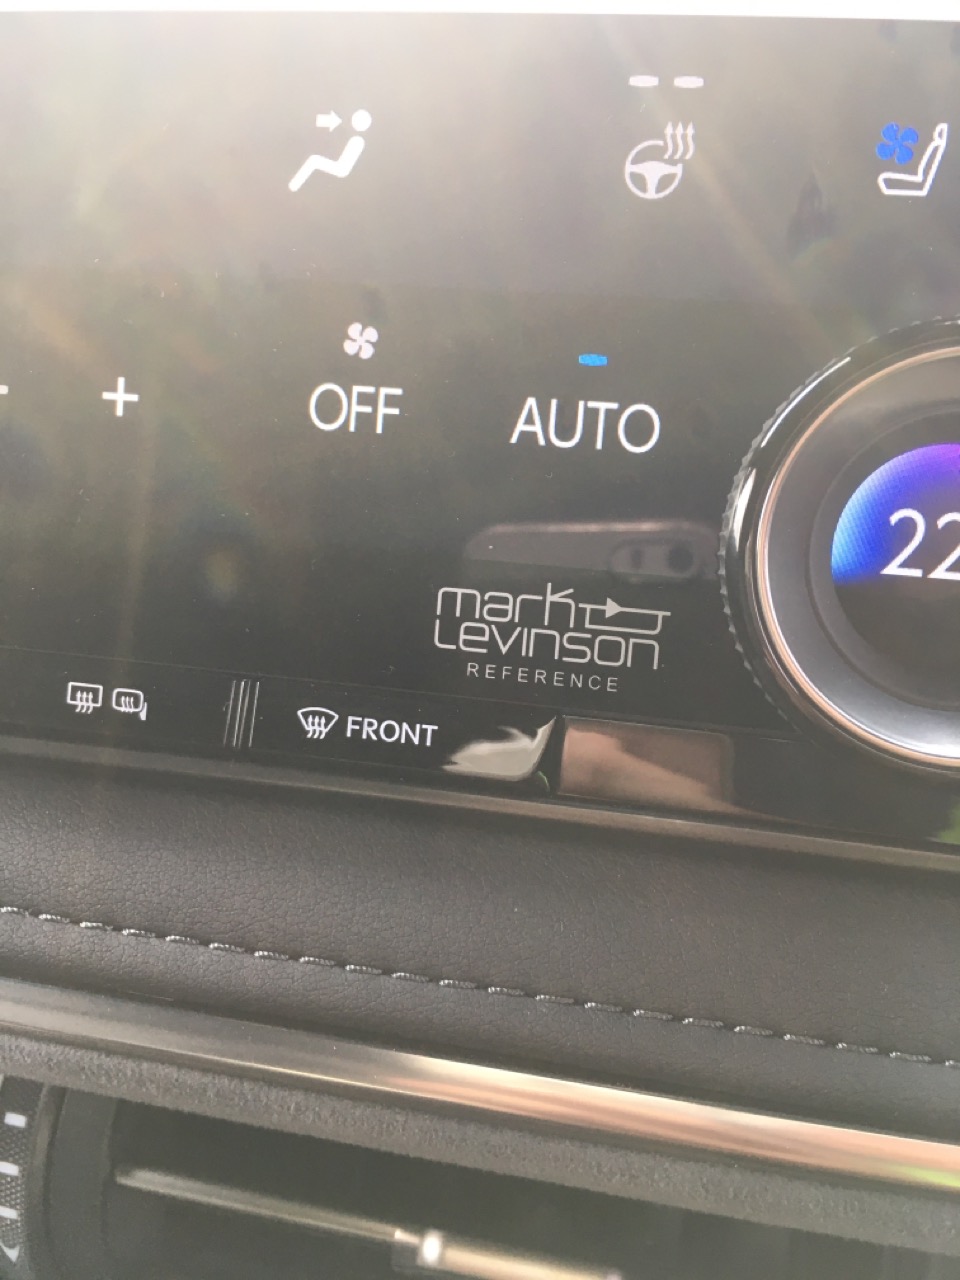 +
OFF
AUTO
22
mark
LEVINSON
REFERENCE
FRONT